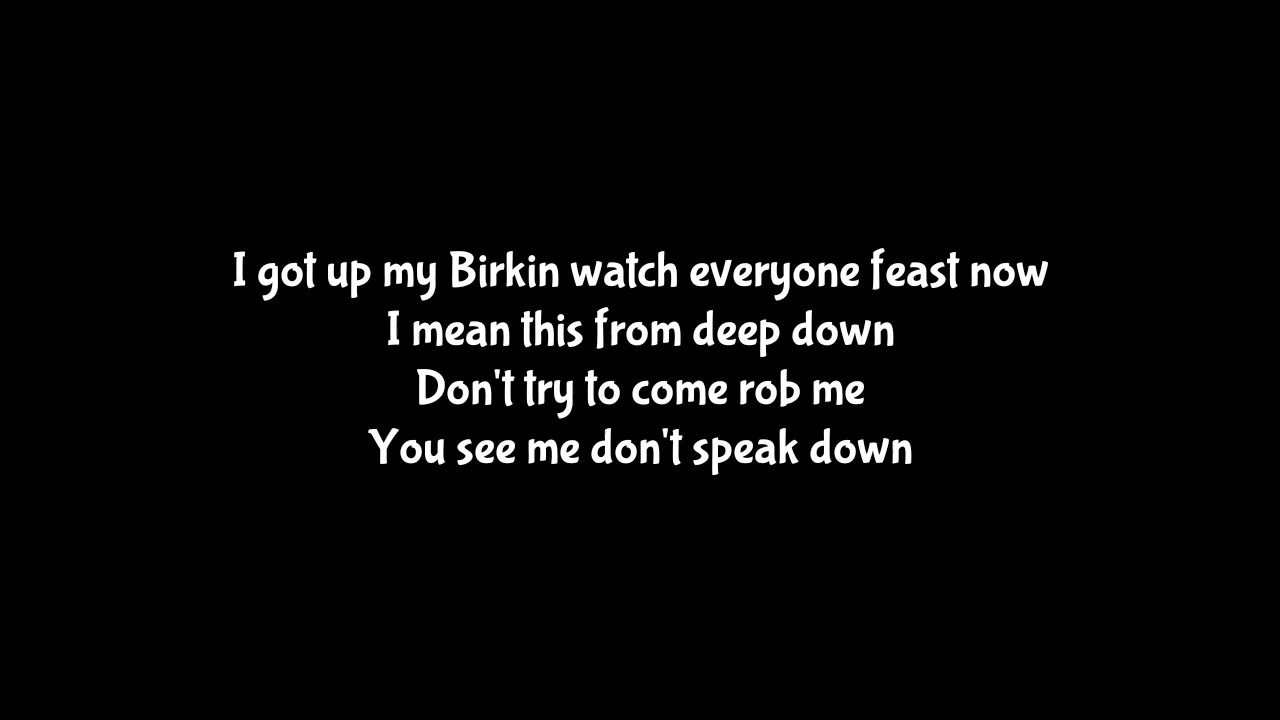 I got up my Birkin watch everyone feast now
I mean this from deep down
Don't try to come rob me
You see me don't speak down